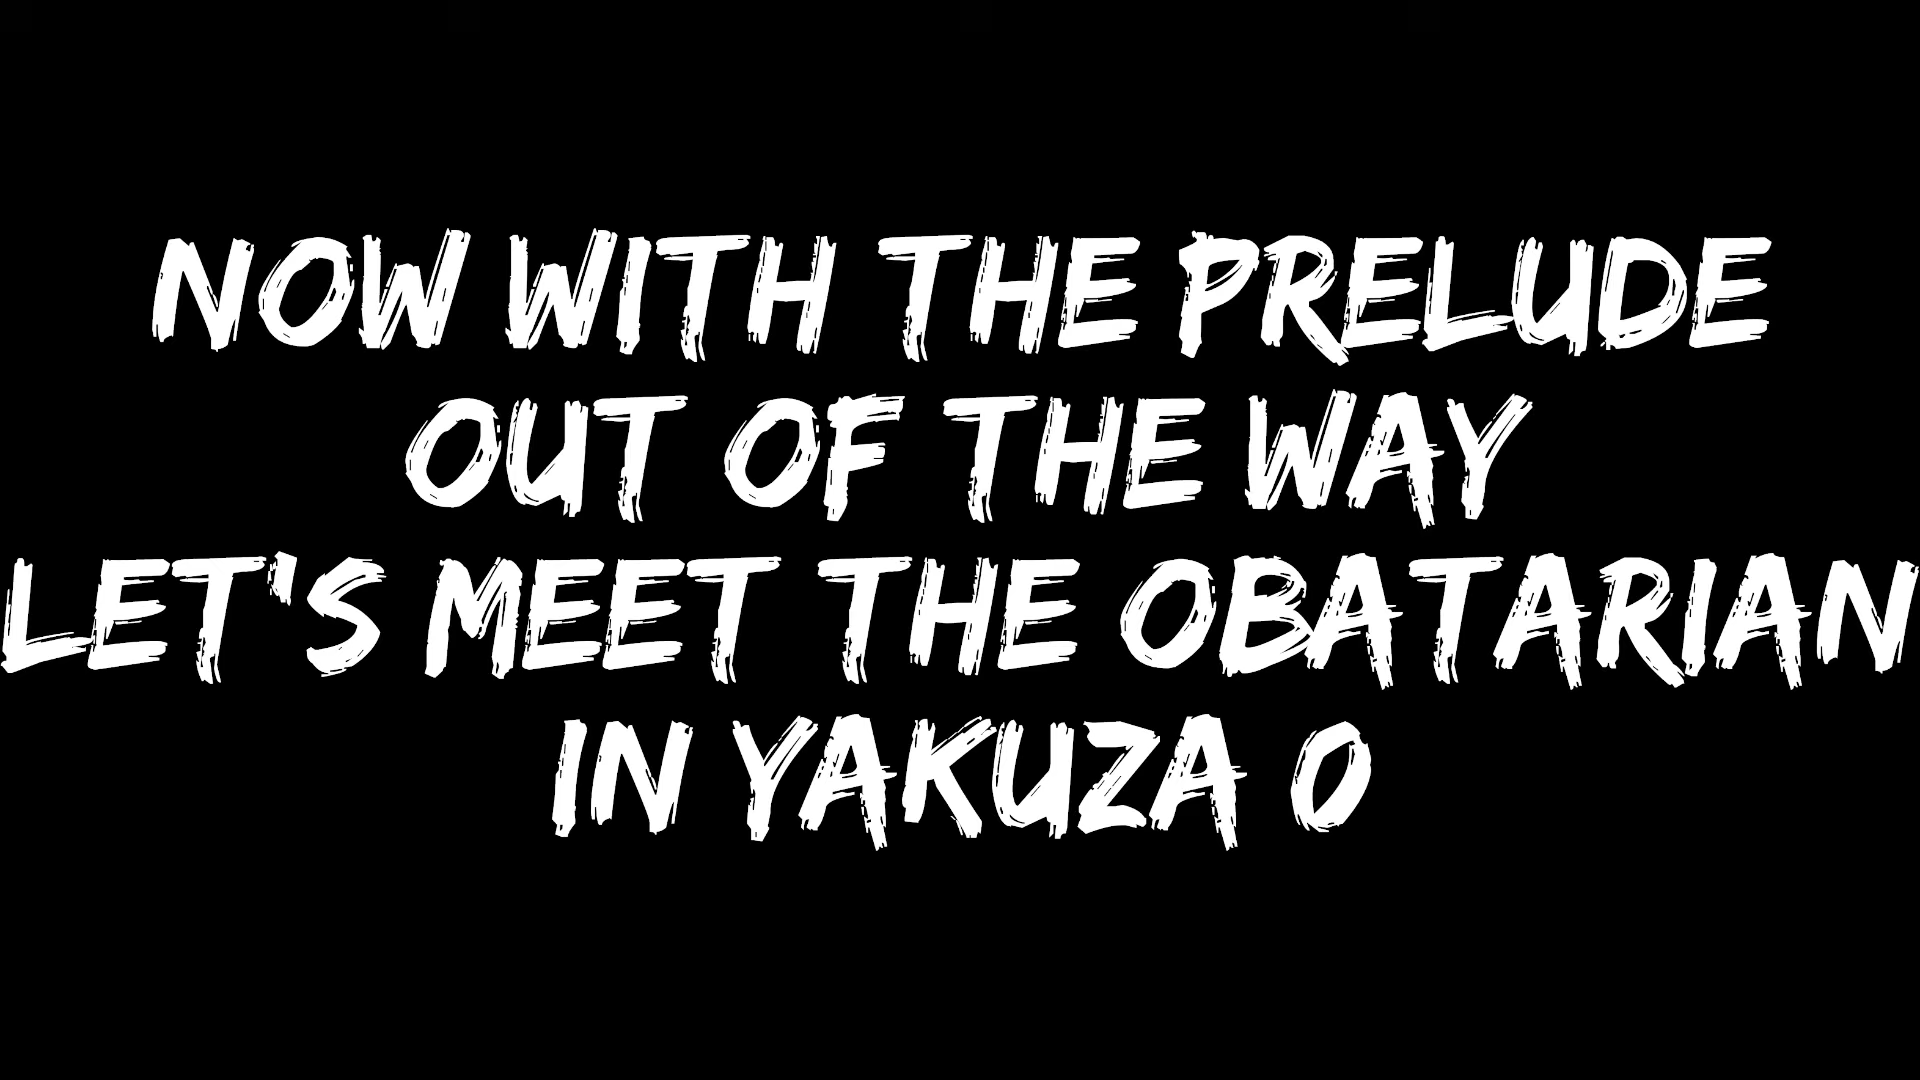 NOW WITH THE PRELUDE
OUT OF THE WAY
LET'S MEET THE OBATARIAN
IN YAKUZA 0